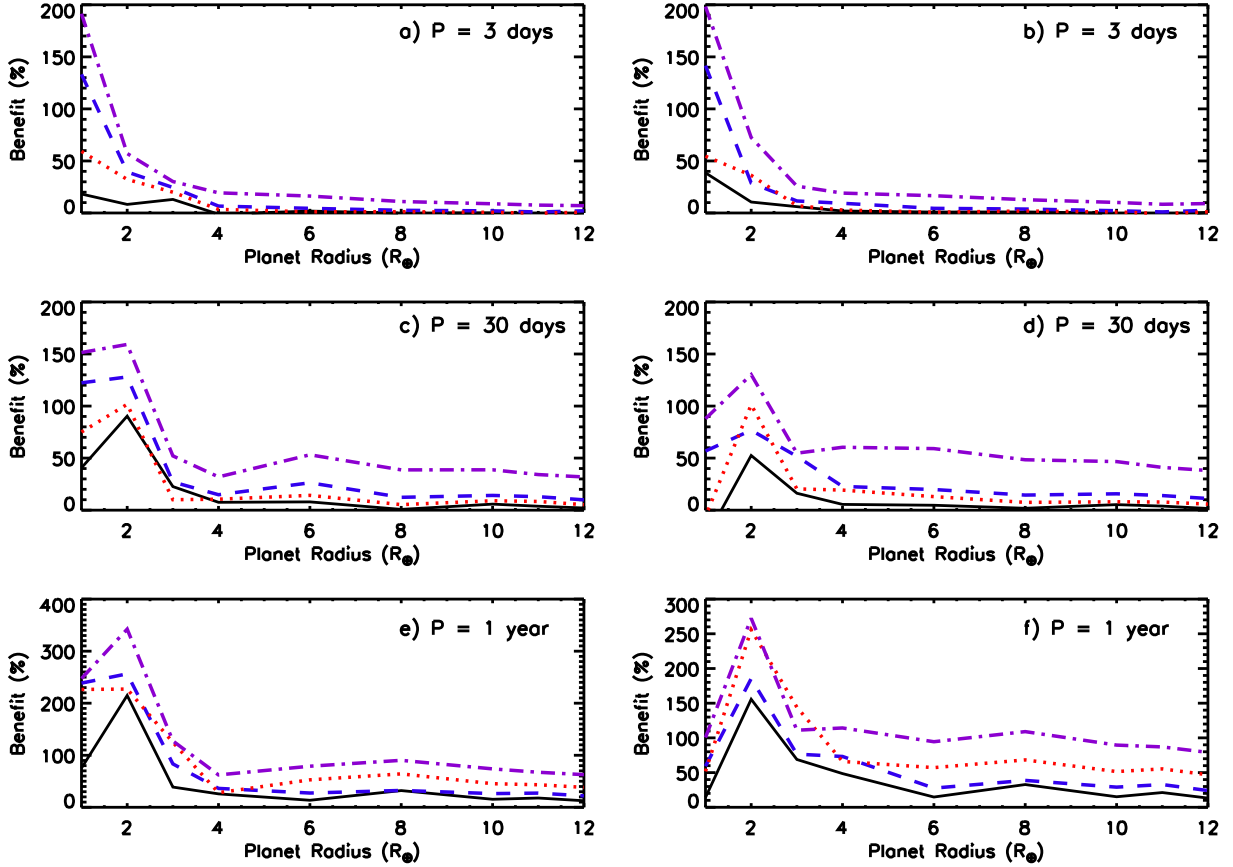 200
150
100
50
0
Benefit (%)
a) P = 3 days
2 4 6 8 10 12
Planet Radius (R⊕)
200
150
100
50
0
Benefit (%)
b) P = 3 days
2 4 6 8 10 12
Planet Radius (R⊕)
200
150
100
50
0
Benefit (%)
c) P = 30 days
2 4 6 8 10 12
Planet Radius (R⊕)
200
150
100
50
0
Benefit (%)
d) P = 30 days
2 4 6 8 10 12
Planet Radius (R⊕)
400
300
200
100
0
Benefit (%)
e) P = 1 year
2 4 6 8 10 12
Planet Radius (R⊕)
300
250
200
150
100
50
0
Benefit (%)
f) P = 1 year
2 4 6 8 10 12
Planet Radius (R⊕)